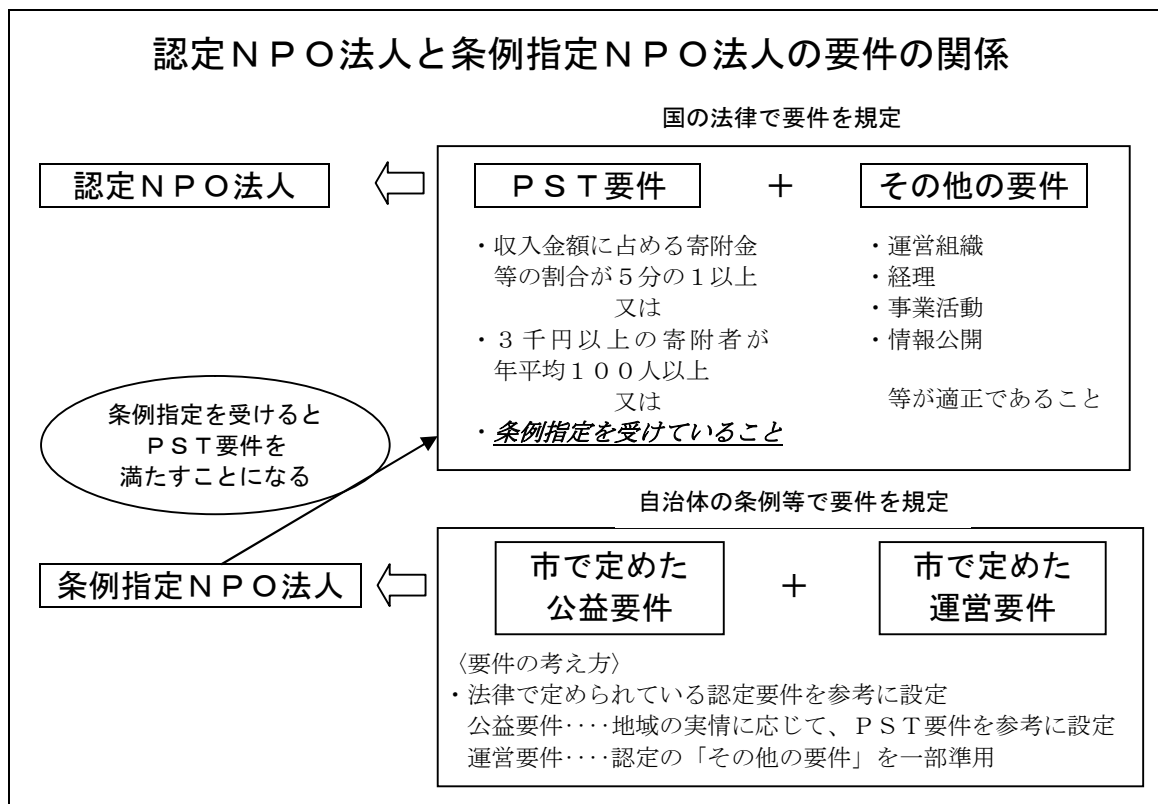 認定ＮＰＯ法人と条例指定ＮＰＯ法人の要件の関係
国の法律で要件を規定
認定ＮＰＯ法人
ＰＳＴ要件
＋
その他の要件
・収入金額に占める寄附金
等の割合が５分の１以上
又は
・３千円以上の寄附者が
年平均１００人以上
又は
・条例指定を受けていること
・運営組織
・経理
・事業活動
・情報公開
等が適正であること
条例指定を受けると
ＰＳＴ要件を
満たすことになる
自治体の条例等で要件を規定
条例指定ＮＰＯ法人
市で定めた
公益要件
＋
市で定めた
運営要件
〈要件の考え方〉
・法律で定められている認定要件を参考に設定
公益要件‥‥地域の実情に応じて、ＰＳＴ要件を参考に設定
運営要件‥‥認定の「その他の要件」を一部準用